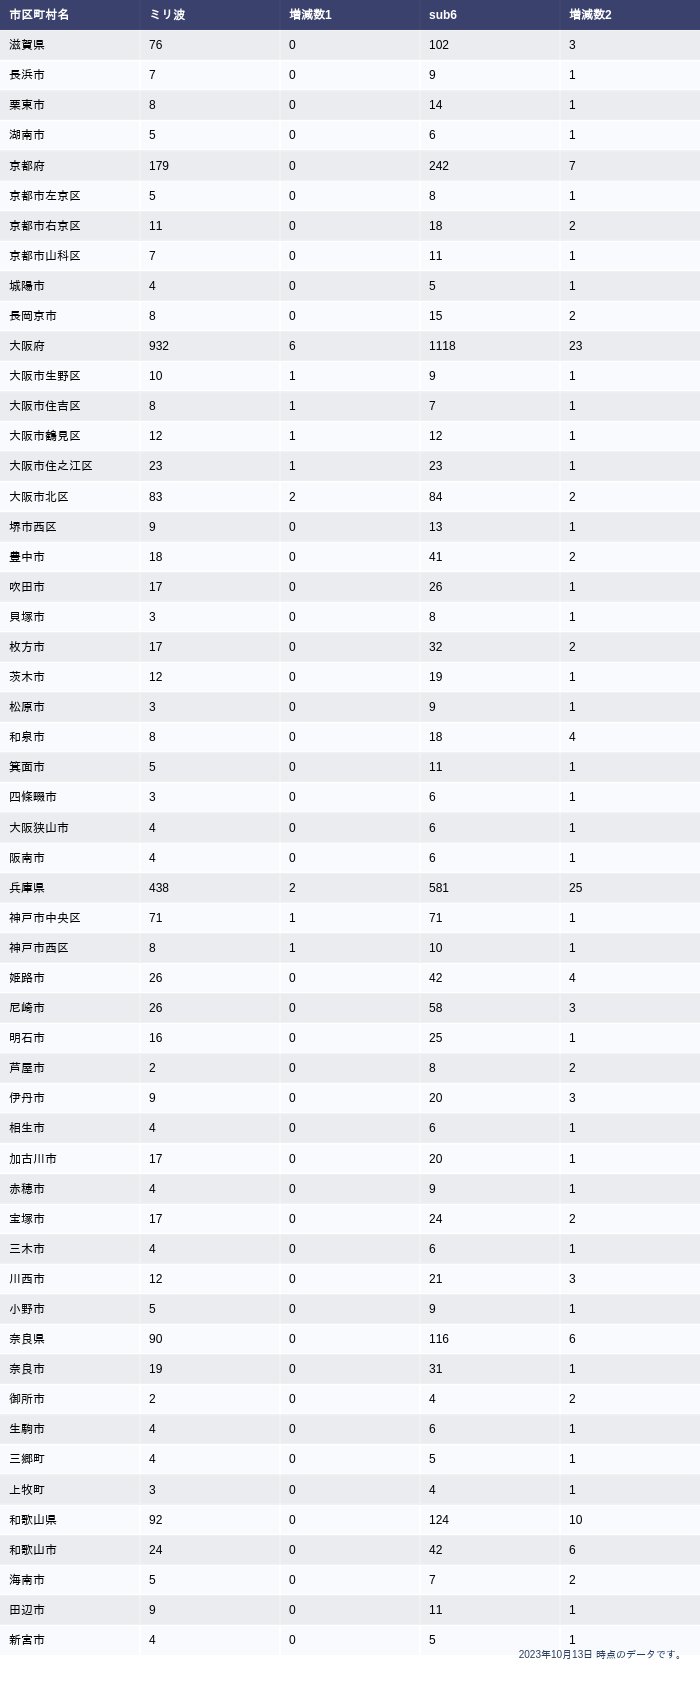 市区町村名 ミリ波 増減数1 sub6 増減数2
滋賀県 76 0 102 3
長浜市 7 0 9 1
栗東市 8 0 14 1
湖南市 5 0 6 1
京都府 179 0 242 7
京都市左京区 5 0 8 1
京都市右京区 11 0 18 2
京都市山科区 7 0 11 1
城陽市 4 0 5 1
長岡京市 8 0 15 2
大阪府 932 6 1118 23
大阪市生野区 10 1 9 1
大阪市住吉区 8 1 7 1
大阪市鶴見区 12 1 12 1
大阪市住之江区 23 1 23 1
大阪市北区 83 2 84 2
堺市西区 9 0 13 1
豊中市 18 0 41 2
吹田市 17 0 26 1
貝塚市 3 0 8 1
枚方市 17 0 32 2
茨木市 12 0 19 1
松原市 3 0 9 1
和泉市 8 0 18 4
箕面市 5 0 11 1
四條畷市 3 0 6 1
大阪狭山市 4 0 6 1
阪南市 4 0 6 1
兵庫県 438 2 581 25
神戸市中央区 71 1 71 1
神戸市西区 8 1 10 1
姫路市 26 0 42 4
尼崎市 26 0 58 3
明石市 16 0 25 1
芦屋市 2 0 8 2
伊丹市 9 0 20 3
相生市 4 0 6 1
加古川市 17 0 20 1
赤穂市 4 0 9 1
宝塚市 17 0 24 2
三木市 4 0 6 1
川西市 12 0 21 3
小野市 5 0 9 1
奈良県 90 0 116 6
奈良市 19 0 31 1
御所市 2 0 4 2
生駒市 4 0 6 1
三郷町 4 0 5 1
上牧町 3 0 4 1
和歌山県 92 0 124 10
和歌山市 24 0 42 6
海南市 5 0 7 2
田辺市 9 0 11 1
新宮市 4 0 5 1
2023年10月13日 時点のデータです。